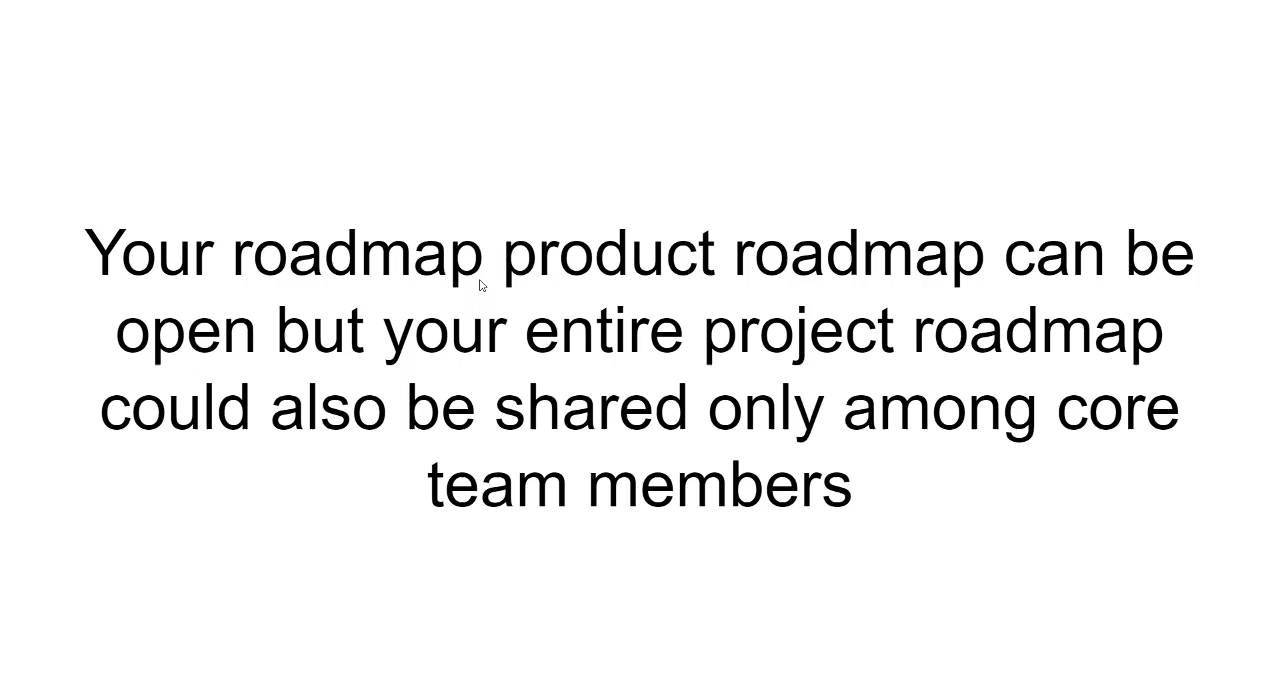 Your roadmap product roadmap can be
open but your entire project roadmap
could also be shared only among core
team members